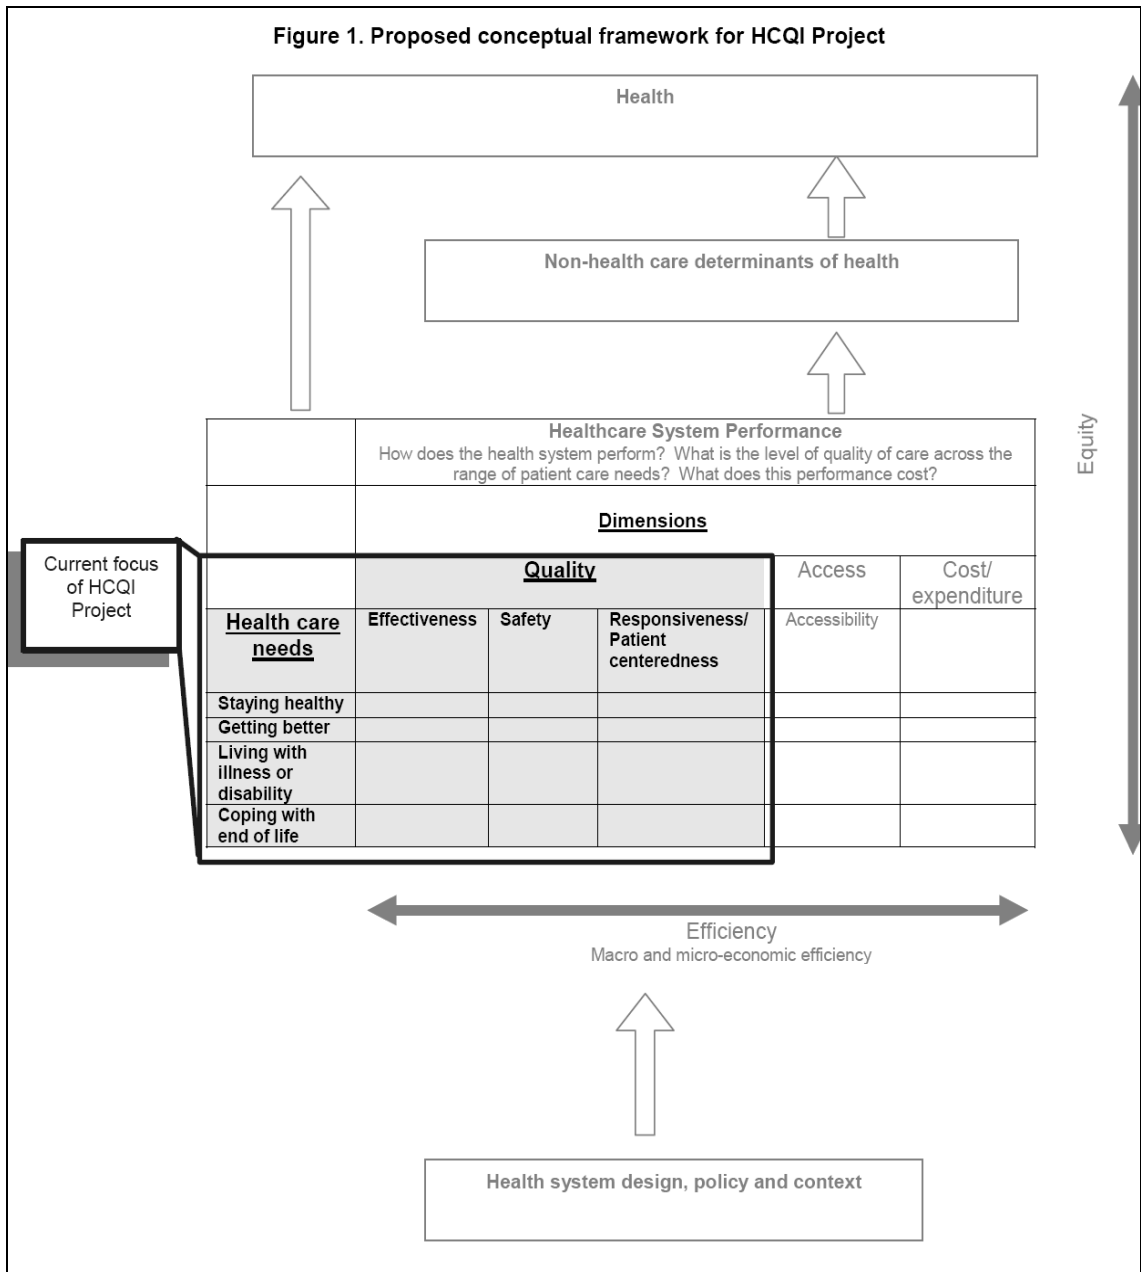 Figure 1. Proposed conceptual framework for HCQI Project
Health
Non-health care determinants of health
Equity
Healthcare System Performance
How does the health system perform? What is the level of quality of care across the
range of patient care needs? What does this performance cost?
Dimensions
Current focus
of HCQI
Project
Quality
Access
Cost/
expenditure
Health care
needs
Effectiveness
Safety
Responsiveness/
Patient
centeredness
Accessibility
Staying healthy
Getting better
Living with
illness or
disability
Coping with
end of life
Efficiency
Macro and micro-economic efficiency
Health system design, policy and context